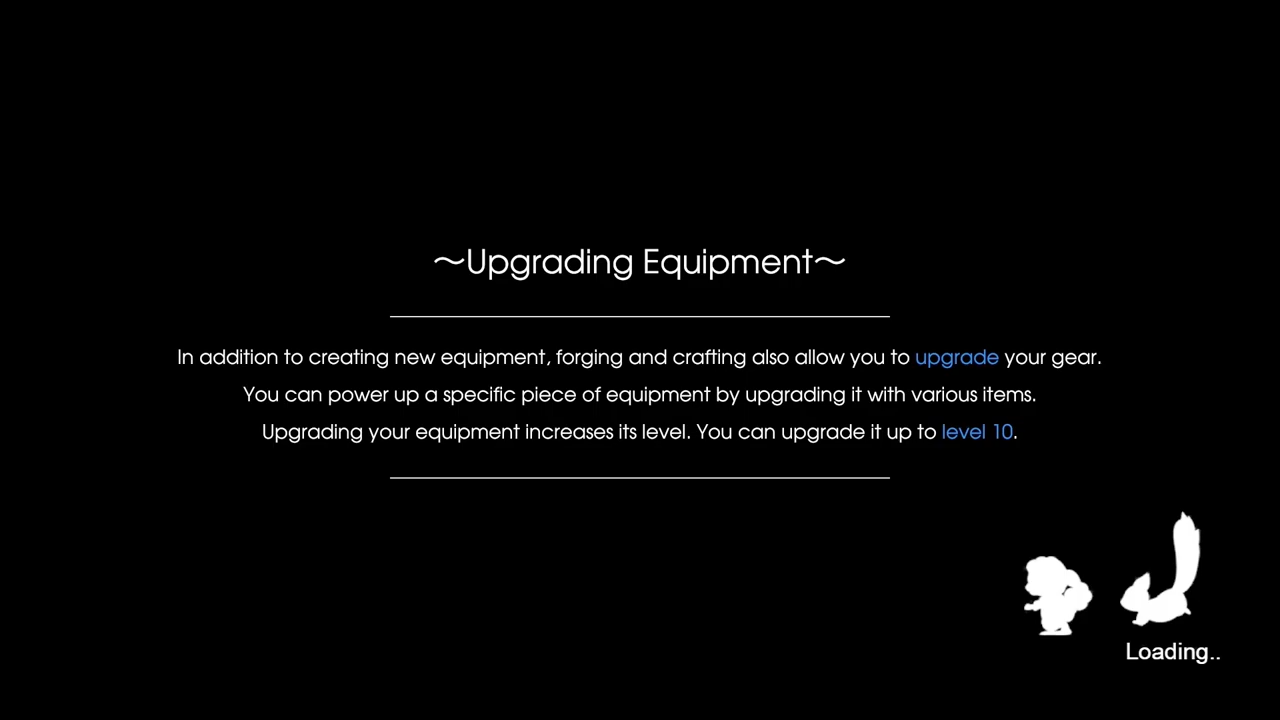 ～Upgrading Equipment～
In addition to creating new equipment, forging and crafting also allow you to upgrade your gear.
You can power up a specific piece of equipment by upgrading it with various items.
Upgrading your equipment increases its level. You can upgrade it up to level 10.
Loading..